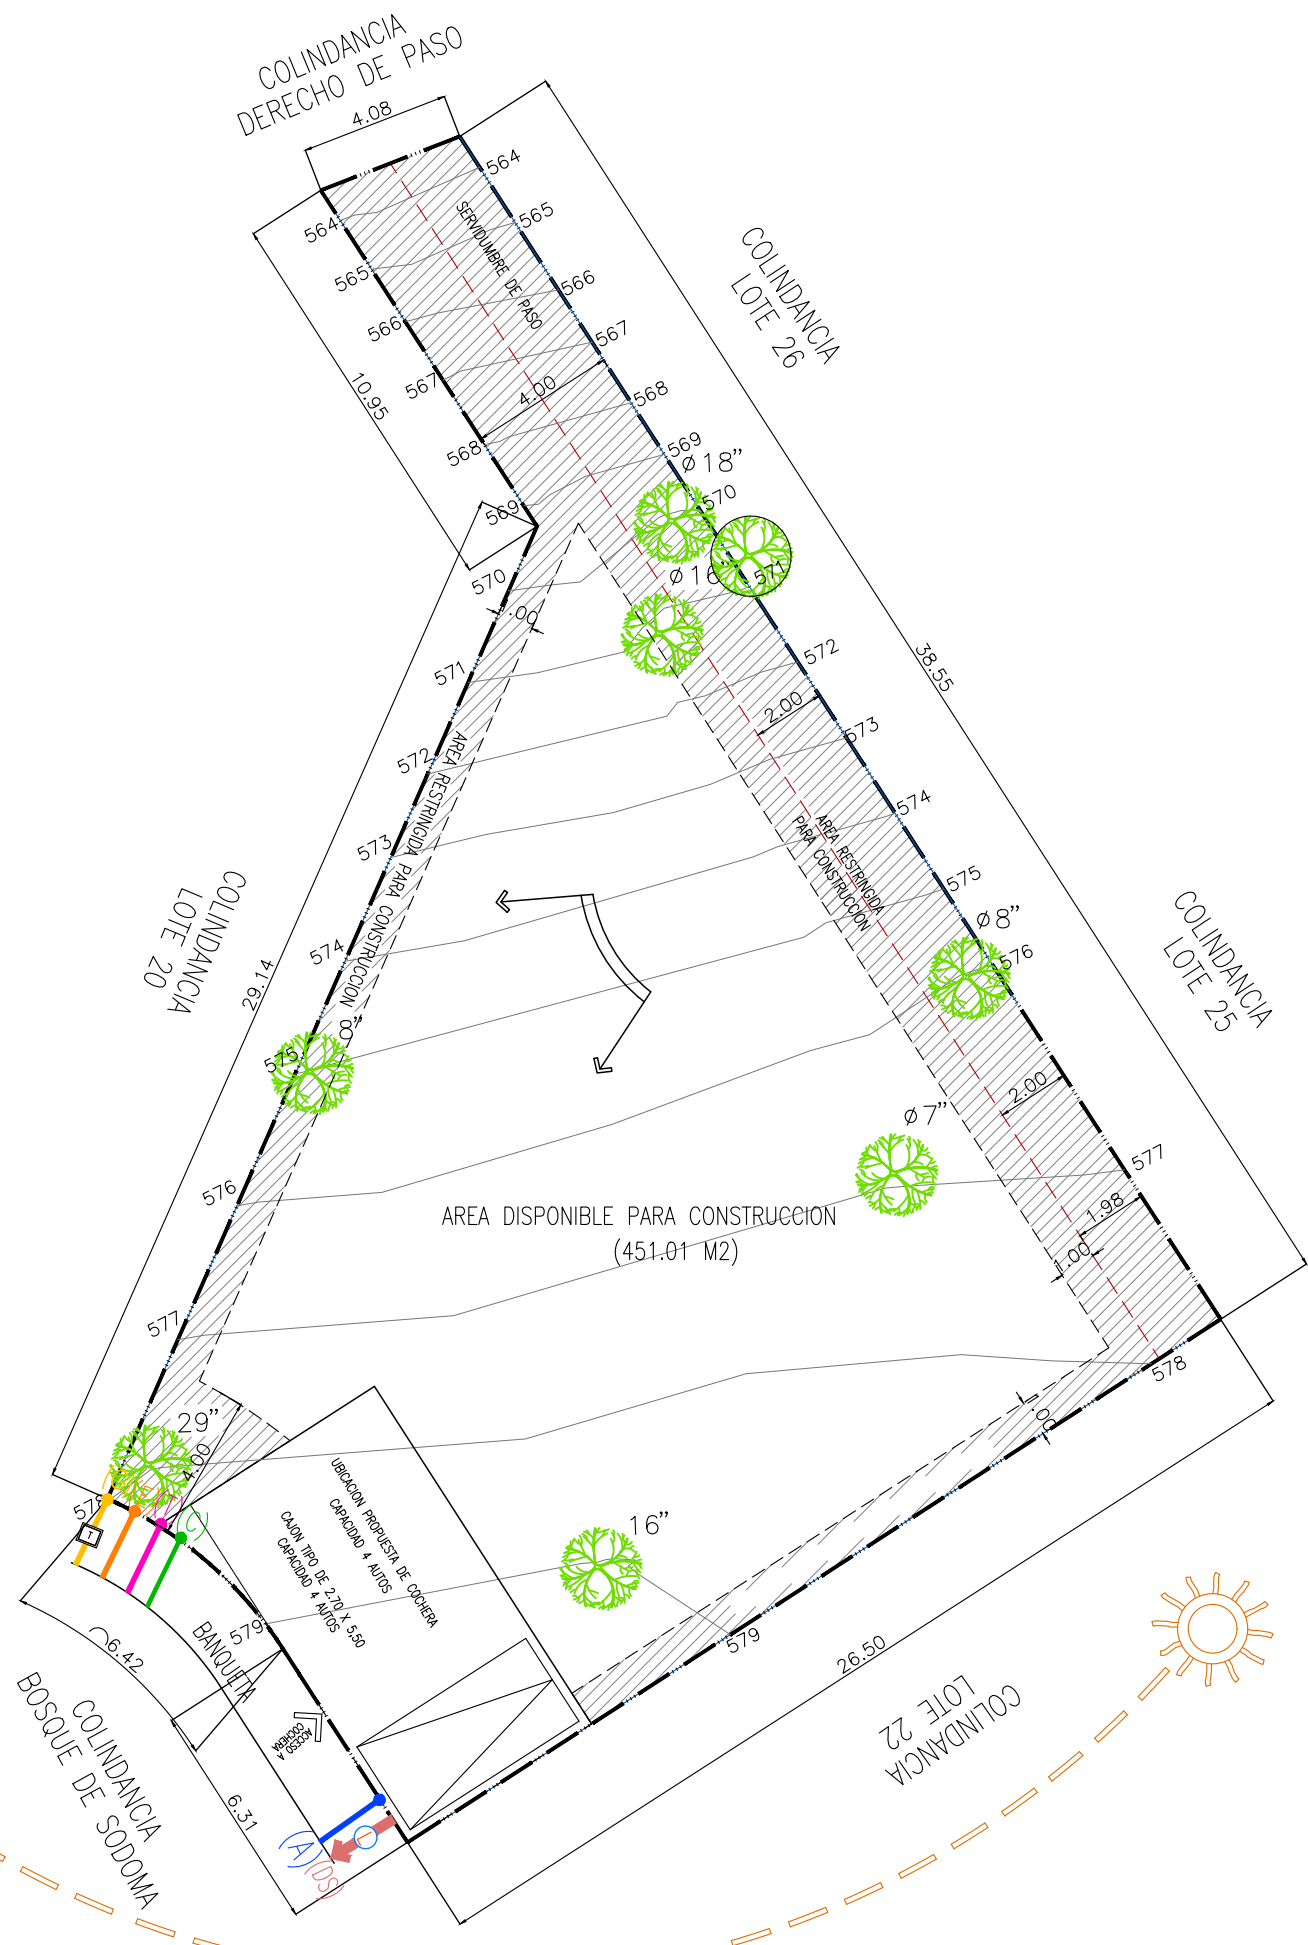 COLINDANCIA
DERECHO DE PASO
4.08
564
564
565
565
566
566
567
567
568
568
569
569
SERVIDUMBRE DE PASO
4.00
10.95
COLINDANCIA
LOTE 26
Ø 18"
570
570
571
Ø 16"
.00
571
572
572
2.00
38.55
573
573
574
574
575
575
AREA RESTRINGIDA PARA CONSTRUCCION
AREA RESTRINGIDA
PARA CONSTRUCCION
COLINDANCIA
LOTE 20
29.14
8"
Ø8"
576
576
COLINDANCIA
LOTE 25
2.00
Ø7"
577
577
1.98
1.00
AREA DISPONIBLE PARA CONSTRUCCION
(451.01 M2)
578
578
.00
29"
4.00
(C)
T
UBICACION PROPUESTA DE COCHERA
CAPACIDAD 4 AUTOS
CAJON TIPO DE 2.70 X 5.50
CAPACIDAD 4 AUTOS
16"
579
579
26.50
BANQUETA
6.42
ACCESO A
COCHERA
6.31
COLINDANCIA
BOSQUE DE SODOMA
COLINDANCIA
LOTE 22
(A)
(DS)
L